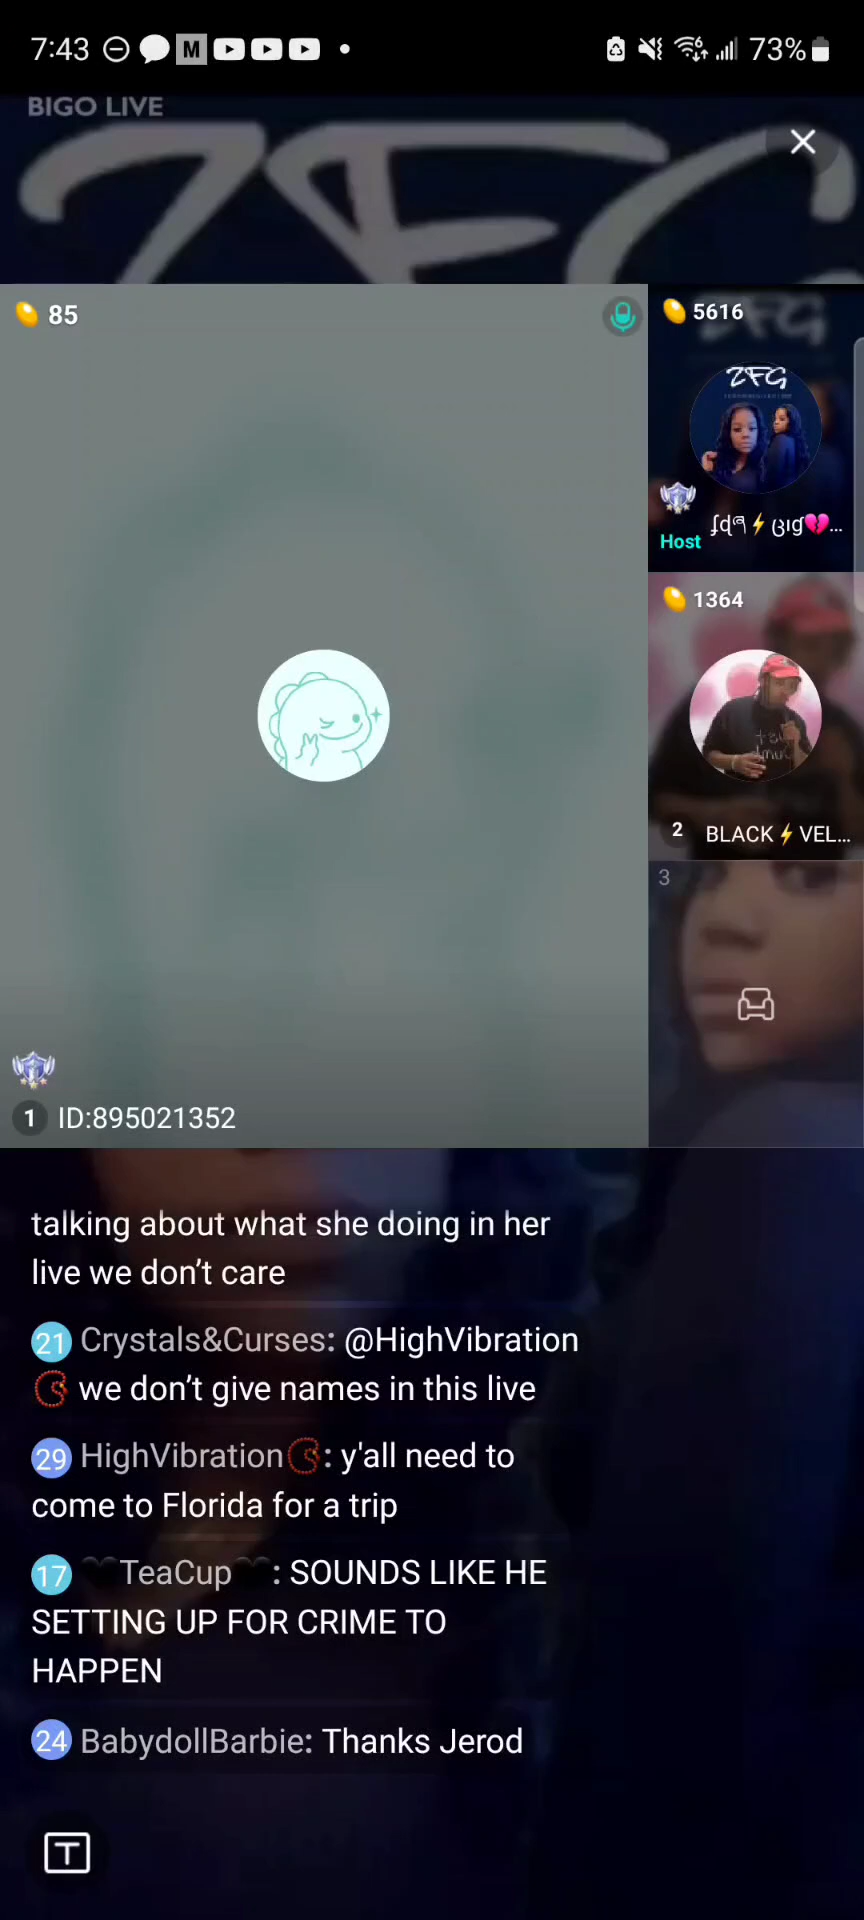 7:43 M 73%
BIGO LIVE
ZFG
85
5616
ZFG
ZFG
Host
1364
2 BLACK⚡VEL...
3
1 ID:895021352
talking about what she doing in her
live we don’t care
21 Crystals&Curses: @HighVibration
we don’t give names in this live
29 HighVibration: y'all need to
come to Florida for a trip
17 🖤TeaCup🖤: SOUNDS LIKE HE
SETTING UP FOR CRIME TO
HAPPEN
24 BabydollBarbie: Thanks Jerod
T